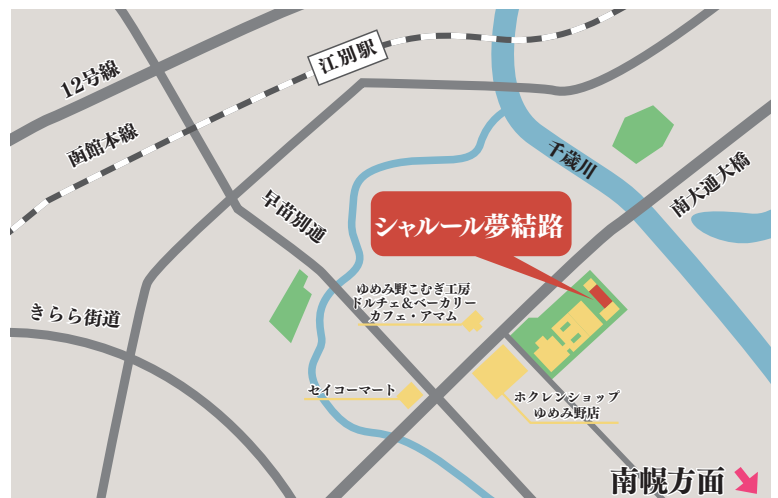 江別駅
12号線
函館本線
千歳川
南大通大橋
早苗別通
シャルール夢結路
ゆめみ野こむぎ工房
ドルチェ&ベーカリー
カフェ・アマム
きらら街道
セイコーマート
ホクレンショップ
ゆめみ野店
南幌方面